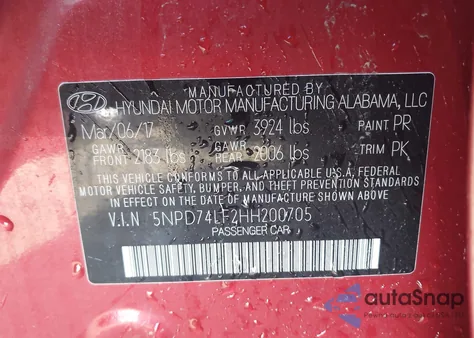 MANUFACTURED BY
HYUNDAI MOTOR MANUFACTURING ALABAMA, LLC
Mar/06/17 GVWR 3924 lbs PAINT PR
GAWR FRONT 2183 lbs GAWR REAR 2006 lbs TRIM PK
THIS VEHICLE CONFORMS TO ALL APPLICABLE FEDERAL
MOTOR VEHICLE SAFETY, BUMPER, AND THEFT PREVENTION
STANDARDS IN EFFECT ON THE DATE OF MANUFACTURE SHOWN ABOVE.
V.I.N 5NPD74LF2HH200705
PASSENGER CAR
autoSnap